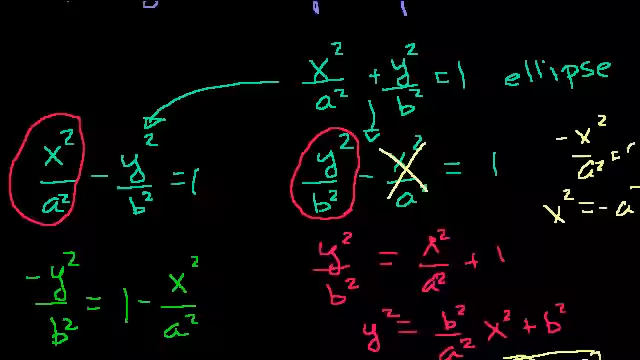 x²/a² + y²/b² = 1 ellipse
x²/a² - y²/b² = 1
y²/b² - x²/a = 1
-x²/a² =
x² = -a
-y²/b² = 1 - x²/a²
y²/b² = x²/a² + 1
y² = b²/a² x² + b²